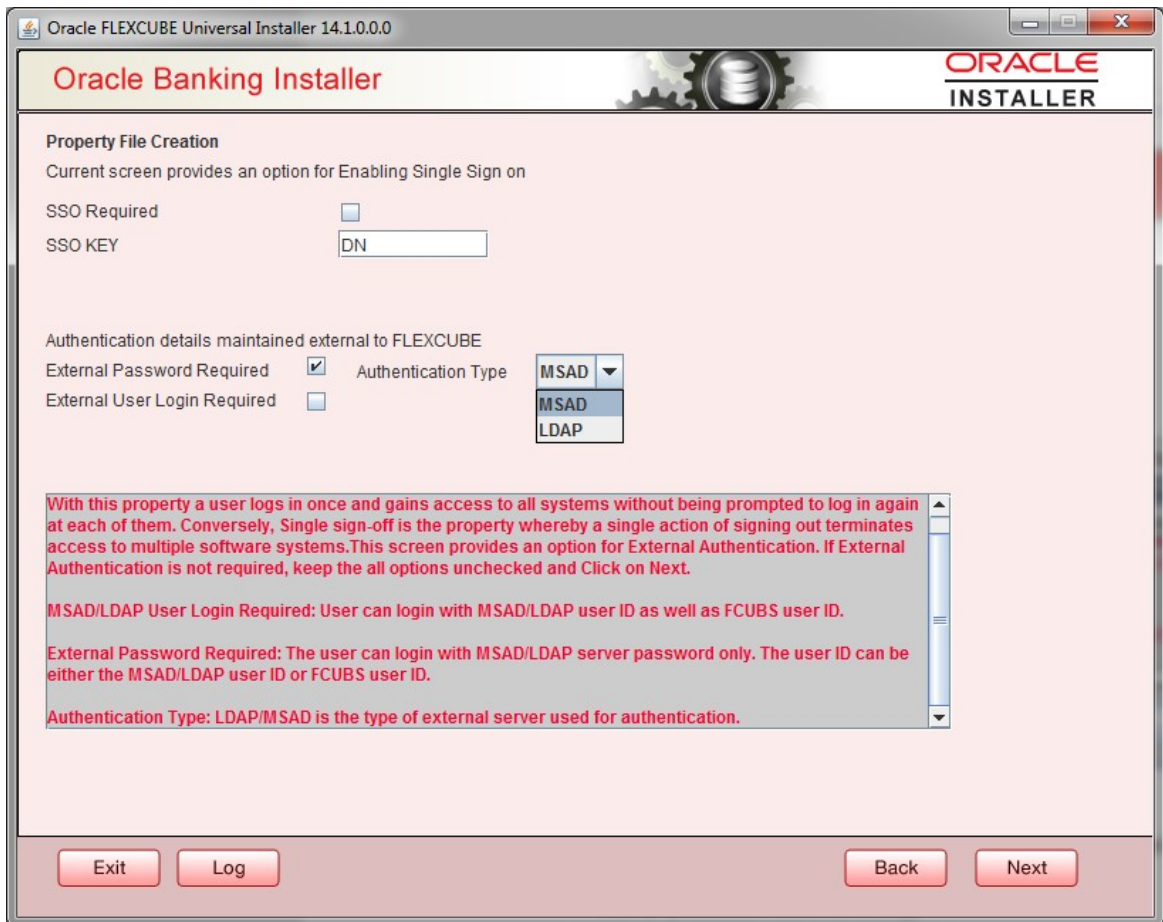 Oracle FLEXCUBE Universal Installer 14.1.0.0.0
Oracle Banking Installer
ORACLE
INSTALLER
Property File Creation
Current screen provides an option for Enabling Single Sign on
SSO Required
SSO KEY DN
Authentication details maintained external to FLEXCUBE
External Password Required Authentication Type MSAD
External User Login Required MSAD
LDAP
With this property a user logs in once and gains access to all systems without being prompted to log in again
at each of them. Conversely, Single sign-off is the property whereby a single action of signing out terminates
access to multiple software systems.This screen provides an option for External Authentication. If External
Authentication is not required, keep the all options unchecked and Click on Next.
MSAD/LDAP User Login Required: User can login with MSAD/LDAP user ID as well as FCUBS user ID.
External Password Required: The user can login with MSAD/LDAP server password only. The user ID can be
either the MSAD/LDAP user ID or FCUBS user ID.
Authentication Type: LDAP/MSAD is the type of external server used for authentication.
Exit Log Back Next